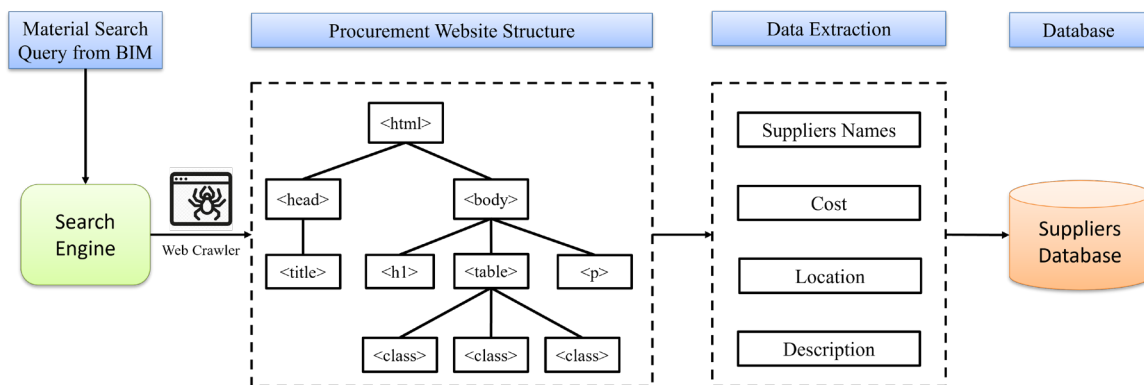 Material Search
Query from BIM
Procurement Website Structure
Data Extraction
Database
<html>
<head>
<body>
<title>
<h1>
<table>
<p>
<class>
<class>
<class>
Search
Engine
Web Crawler
Suppliers Names
Cost
Location
Description
Suppliers
Database